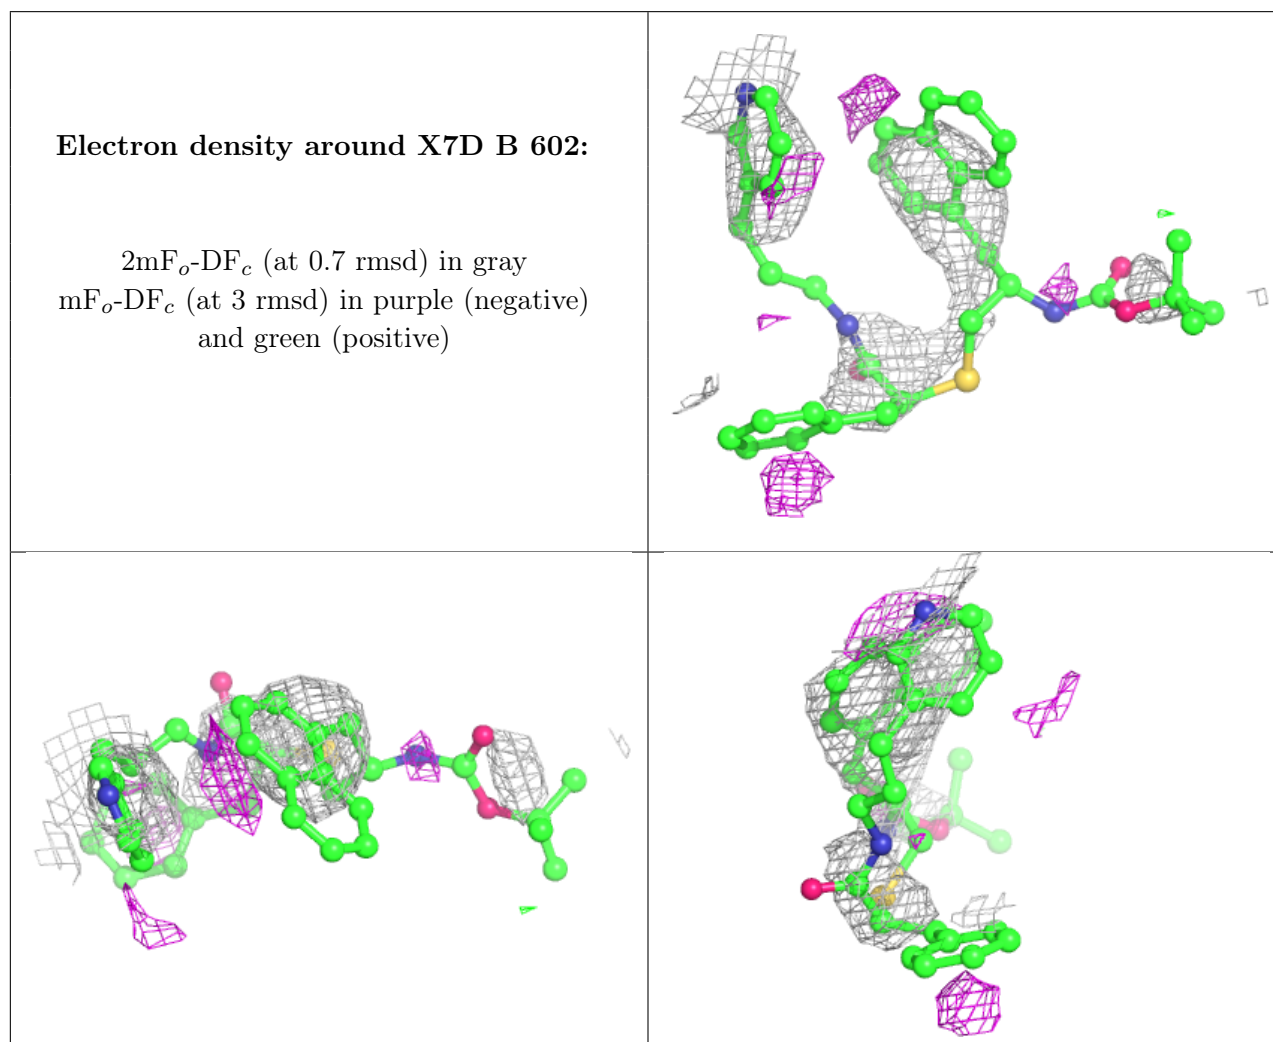 Electron density around X7D B 602:
2mFₒ-DF𝒸 (at 0.7 rmsd) in gray
mFₒ-DF𝒸 (at 3 rmsd) in purple (negative)
and green (positive)